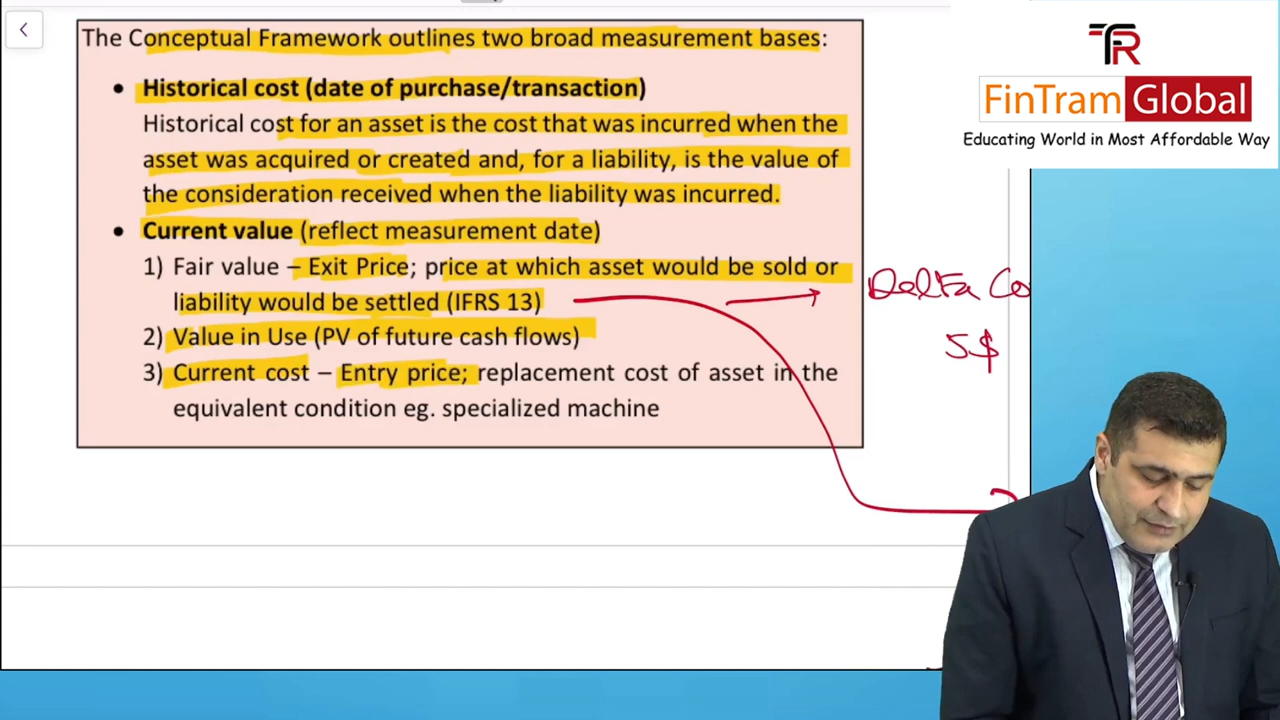 The Conceptual Framework outlines two broad measurement bases:
• Historical cost (date of purchase/transaction)
Historical cost for an asset is the cost that was incurred when the
asset was acquired or created and, for a liability, is the value of
the consideration received when the liability was incurred.
• Current value (reflect measurement date)
1) Fair value – Exit Price; price at which asset would be sold or
liability would be settled (IFRS 13)
2) Value in Use (PV of future cash flows)
3) Current cost – Entry price; replacement cost of asset in the
equivalent condition eg. specialized machine
Delta Co
5$
TFR
FinTram Global
Educating World in Most Affordable Way